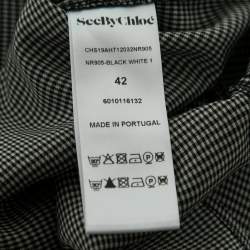 SeeByChloé
CHS19AHT12032NR905
NR905-BLACK WHITE 1
42
6010116132
MADE IN PORTUGAL